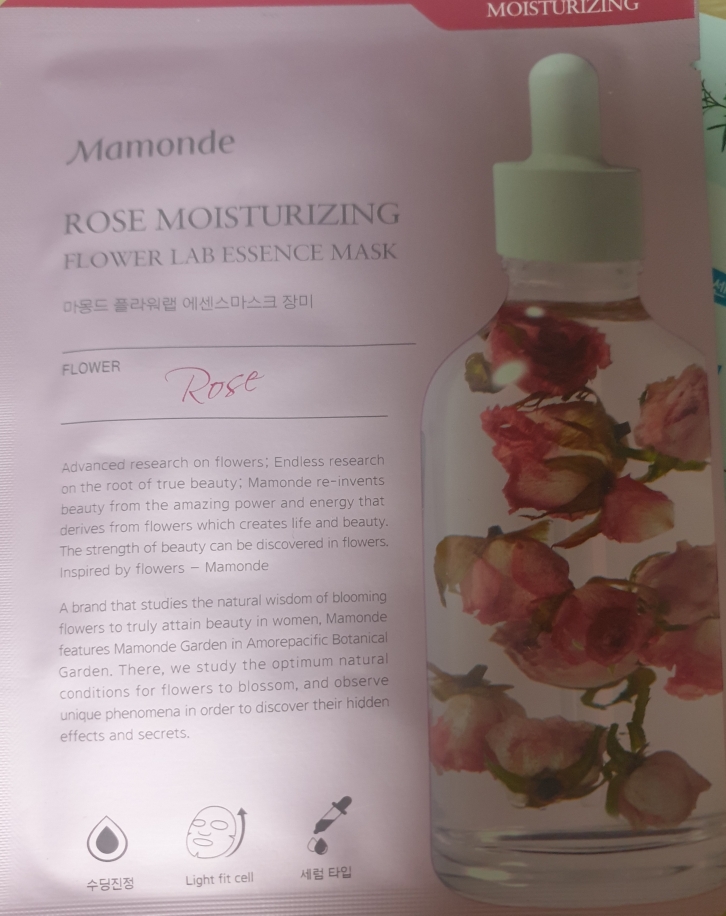 MOISTURIZING
Mamonde
ROSE MOISTURIZING
FLOWER LAB ESSENCE MASK
마몽드 플라워랩 에센스마스크 장미
FLOWER
Rose
Advanced research on flowers; Endless research
on the root of true beauty; Mamonde re-invents
beauty from the amazing power and energy that
derives from flowers which creates life and beauty.
The strength of beauty can be discovered in flowers.
Inspired by flowers – Mamonde
A brand that studies the natural wisdom of blooming
flowers to truly attain beauty in women, Mamonde
features Mamonde Garden in Amorepacific Botanical
Garden. There, we study the optimum natural
conditions for flowers to blossom, and observe
unique phenomena in order to discover their hidden
effects and secrets.
수딩진정
Light fit cell
세럼 타입